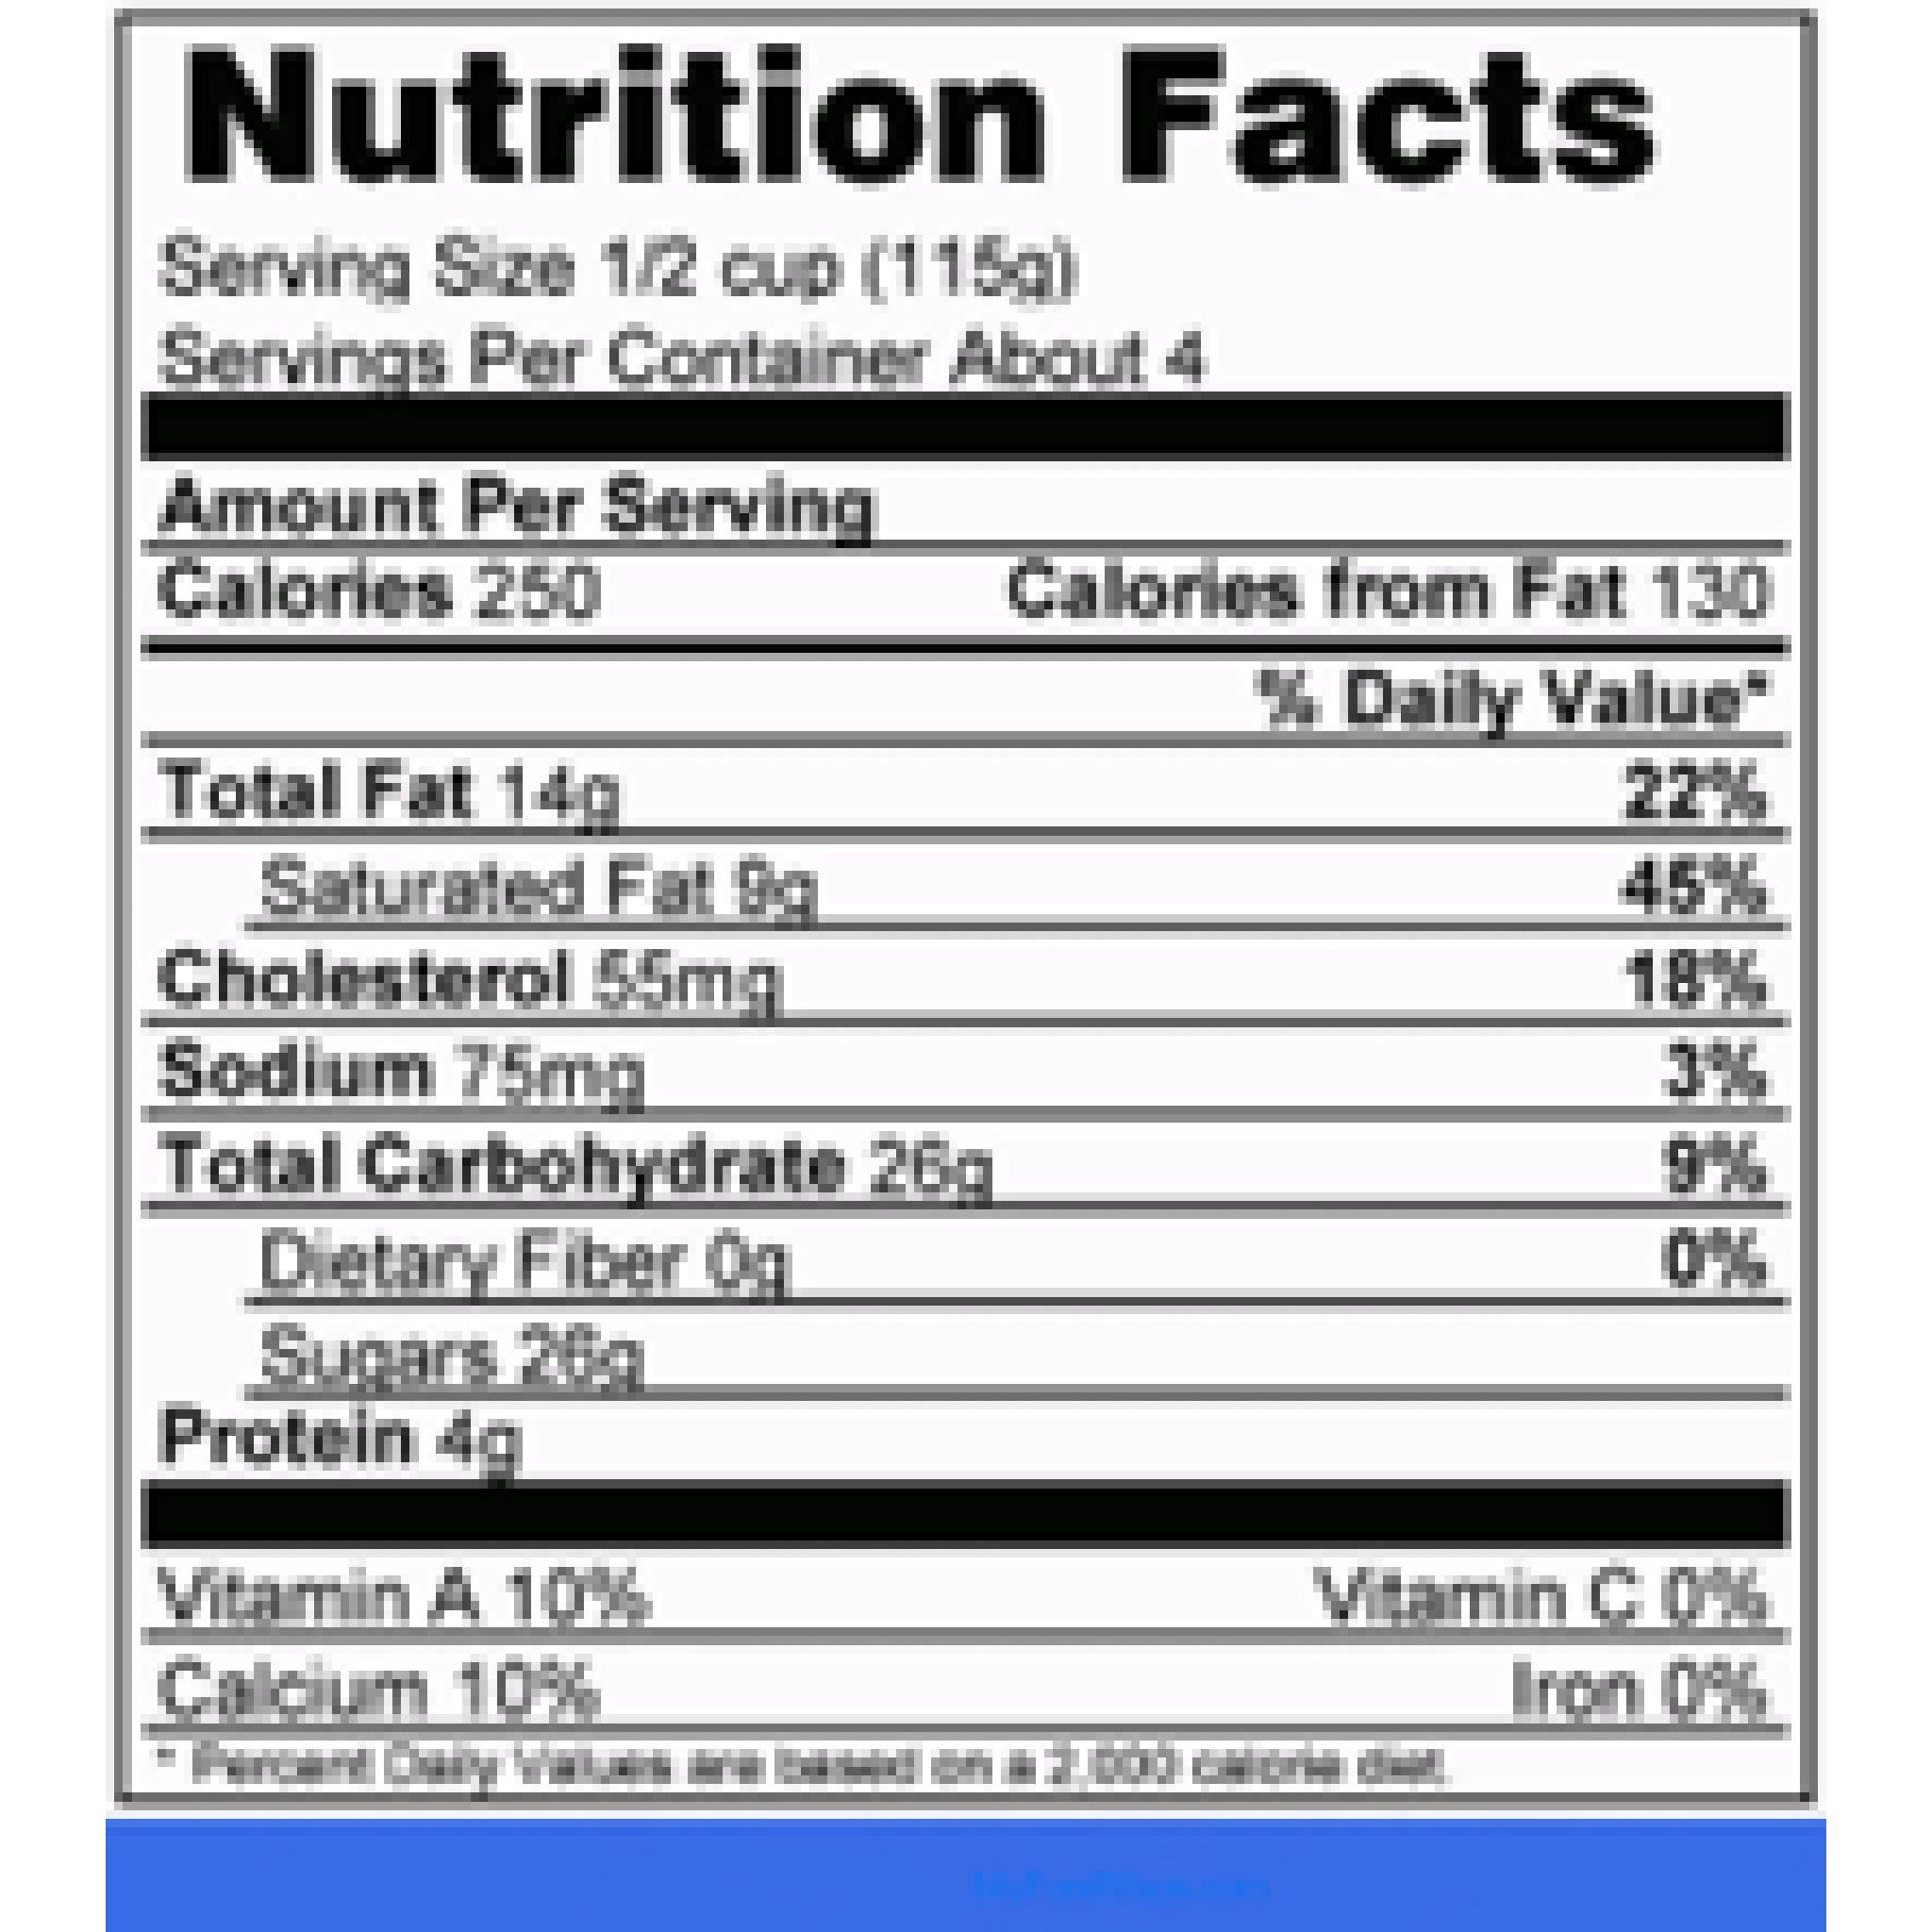 Nutrition Facts
Serving Size 1/2 cup (115g)
Servings Per Container About 4
Amount Per Serving
Calories 250 Calories from Fat 130
% Daily Value*
Total Fat 14g 22%
Saturated Fat 9g 45%
Cholesterol 55mg 18%
Sodium 75mg 3%
Total Carbohydrate 26g 9%
Dietary Fiber 0g 0%
Sugars 26g
Protein 4g
Vitamin A 10% Vitamin C 0%
Calcium 10% Iron 0%
* Percent Daily Values are based on a 2,000 calorie diet.